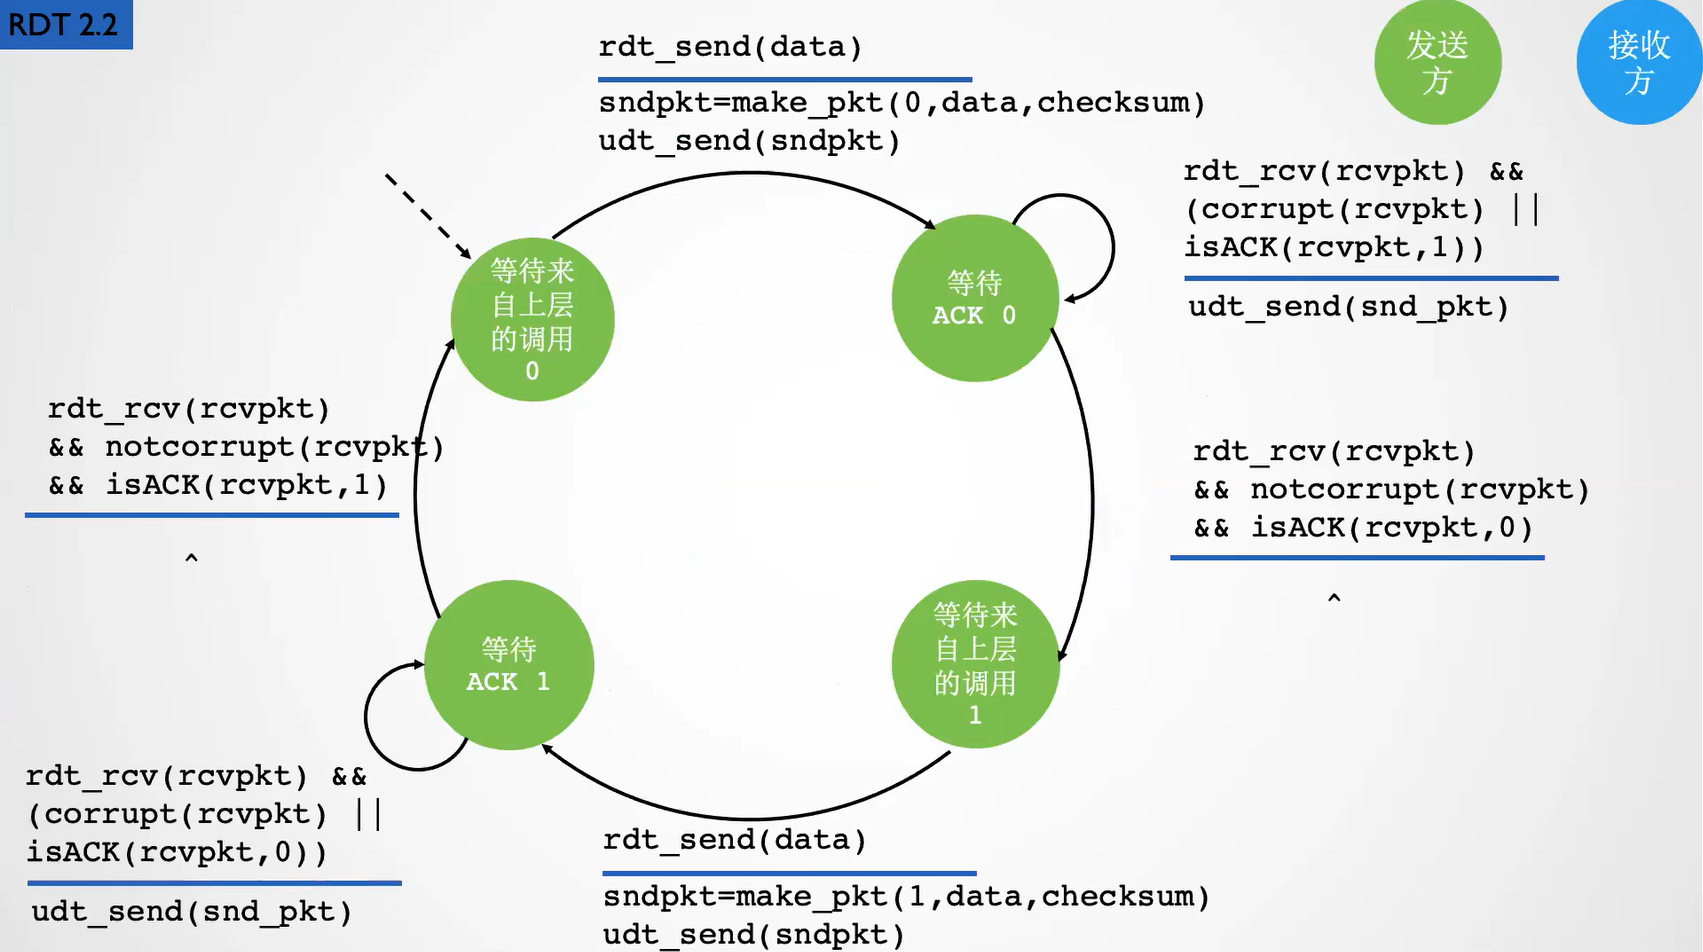 RDT 2.2
rdt_send(data)
sndpkt=make_pkt(0,data,checksum)
udt_send(sndpkt)
发送
方
接收
方
rdt_rcv(rcvpkt) &&
(corrupt(rcvpkt) ||
isACK(rcvpkt,1))
udt_send(snd_pkt)
等待来
自上层
的调用
0
等待
ACK 0
rdt_rcv(rcvpkt)
&& notcorrupt(rcvpkt)
&& isACK(rcvpkt,1)
^
rdt_rcv(rcvpkt)
&& notcorrupt(rcvpkt)
&& isACK(rcvpkt,0)
^
等待
ACK 1
等待来
自上层
的调用
1
rdt_rcv(rcvpkt) &&
(corrupt(rcvpkt) ||
isACK(rcvpkt,0))
udt_send(snd_pkt)
rdt_send(data)
sndpkt=make_pkt(1,data,checksum)
udt_send(sndpkt)